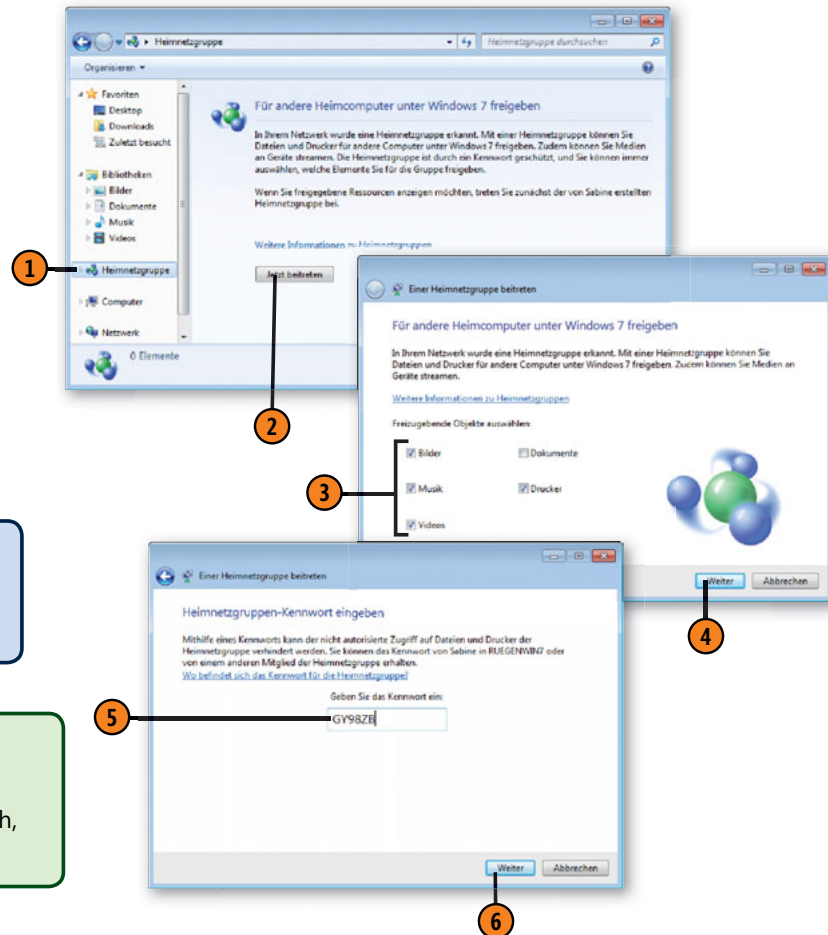 Heimnetzgruppe
Heimnetzgruppe durchsuchen
Organisieren
Favoriten
Desktop
Downloads
Zuletzt besucht
Bibliotheken
Bilder
Dokumente
Musik
Videos
Heimnetzgruppe
Computer
Netzwerk
Für andere Heimcomputer unter Windows 7 freigeben
In Ihrem Netzwerk wurde eine Heimnetzgruppe erkannt. Mit einer Heimnetzgruppe können Sie
Dateien und Drucker für andere Computer unter Windows 7 freigeben. Zudem können Sie Medien
an Geräte streamen. Die Heimnetzgruppe ist durch ein Kennwort geschützt, und Sie können immer
auswählen, welche Elemente Sie für die Gruppe freigeben.
Wenn Sie freigegebene Ressourcen anzeigen möchten, treten Sie zunächst der von Sabine erstellten
Heimnetzgruppe bei.
Weitere Informationen zu Heimnetzgruppen
Jetzt beitreten
0 Elemente
1
2
Einer Heimnetzgruppe beitreten
Für andere Heimcomputer unter Windows 7 freigeben
In Ihrem Netzwerk wurde eine Heimnetzgruppe erkannt. Mit einer Heimnetzgruppe können Sie
Dateien und Drucker für andere Computer unter Windows 7 freigeben. Zudem können Sie Medien an
Geräte streamen.
Weitere Informationen zu Heimnetzgruppen
Freizugebende Objekte auswählen:
Bilder
Dokumente
Musik
Drucker
Videos
3
Weiter
Abbrechen
4
Einer Heimnetzgruppe beitreten
Heimnetzgruppen-Kennwort eingeben
Mithilfe eines Kennworts kann der nicht autorisierte Zugriff auf Dateien und Drucker der
Heimnetzgruppe verhindert werden. Sie können das Kennwort von Sabine in RUEGENWIN7 oder
von einem anderen Mitglied der Heimnetzgruppe erhalten.
Wo befindet sich das Kennwort für die Heimnetzgruppe?
Geben Sie das Kennwort ein:
GY98ZB
5
Weiter
Abbrechen
6
h,